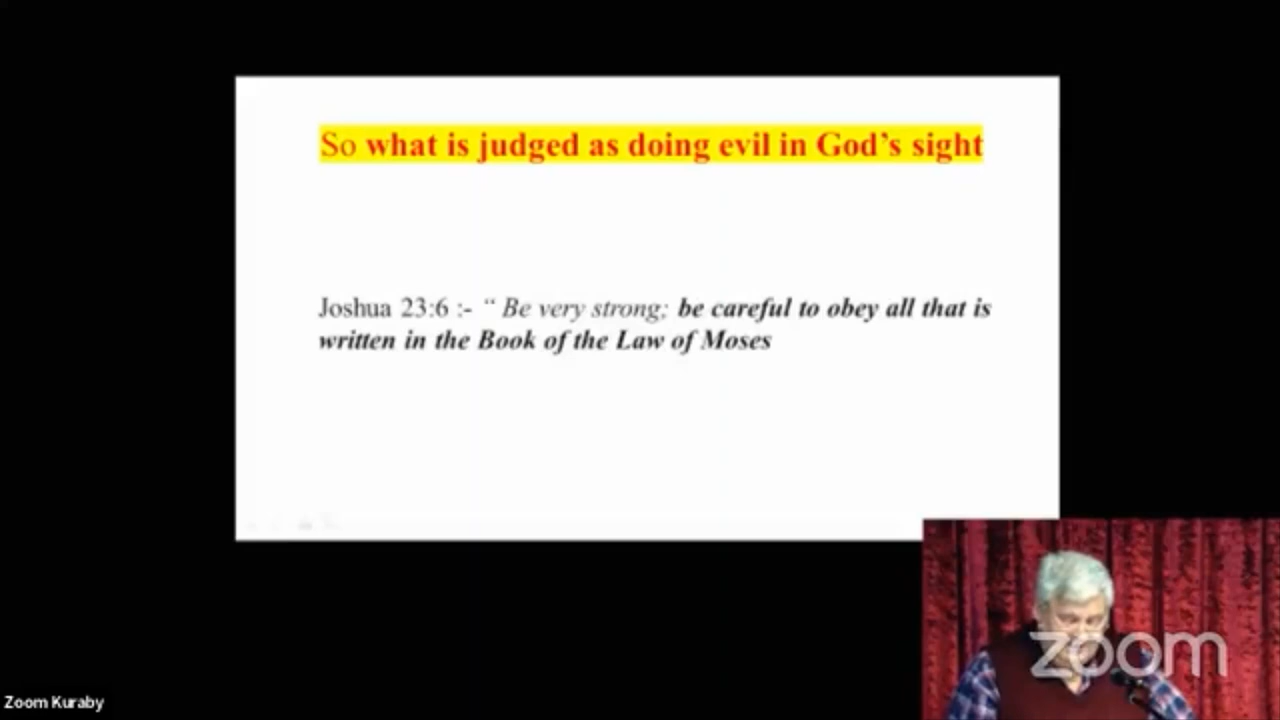 So what is judged as doing evil in God’s sight
Joshua 23:6 :- “ Be very strong; be careful to obey all that is
written in the Book of the Law of Moses
zoom
Zoom Kuraby